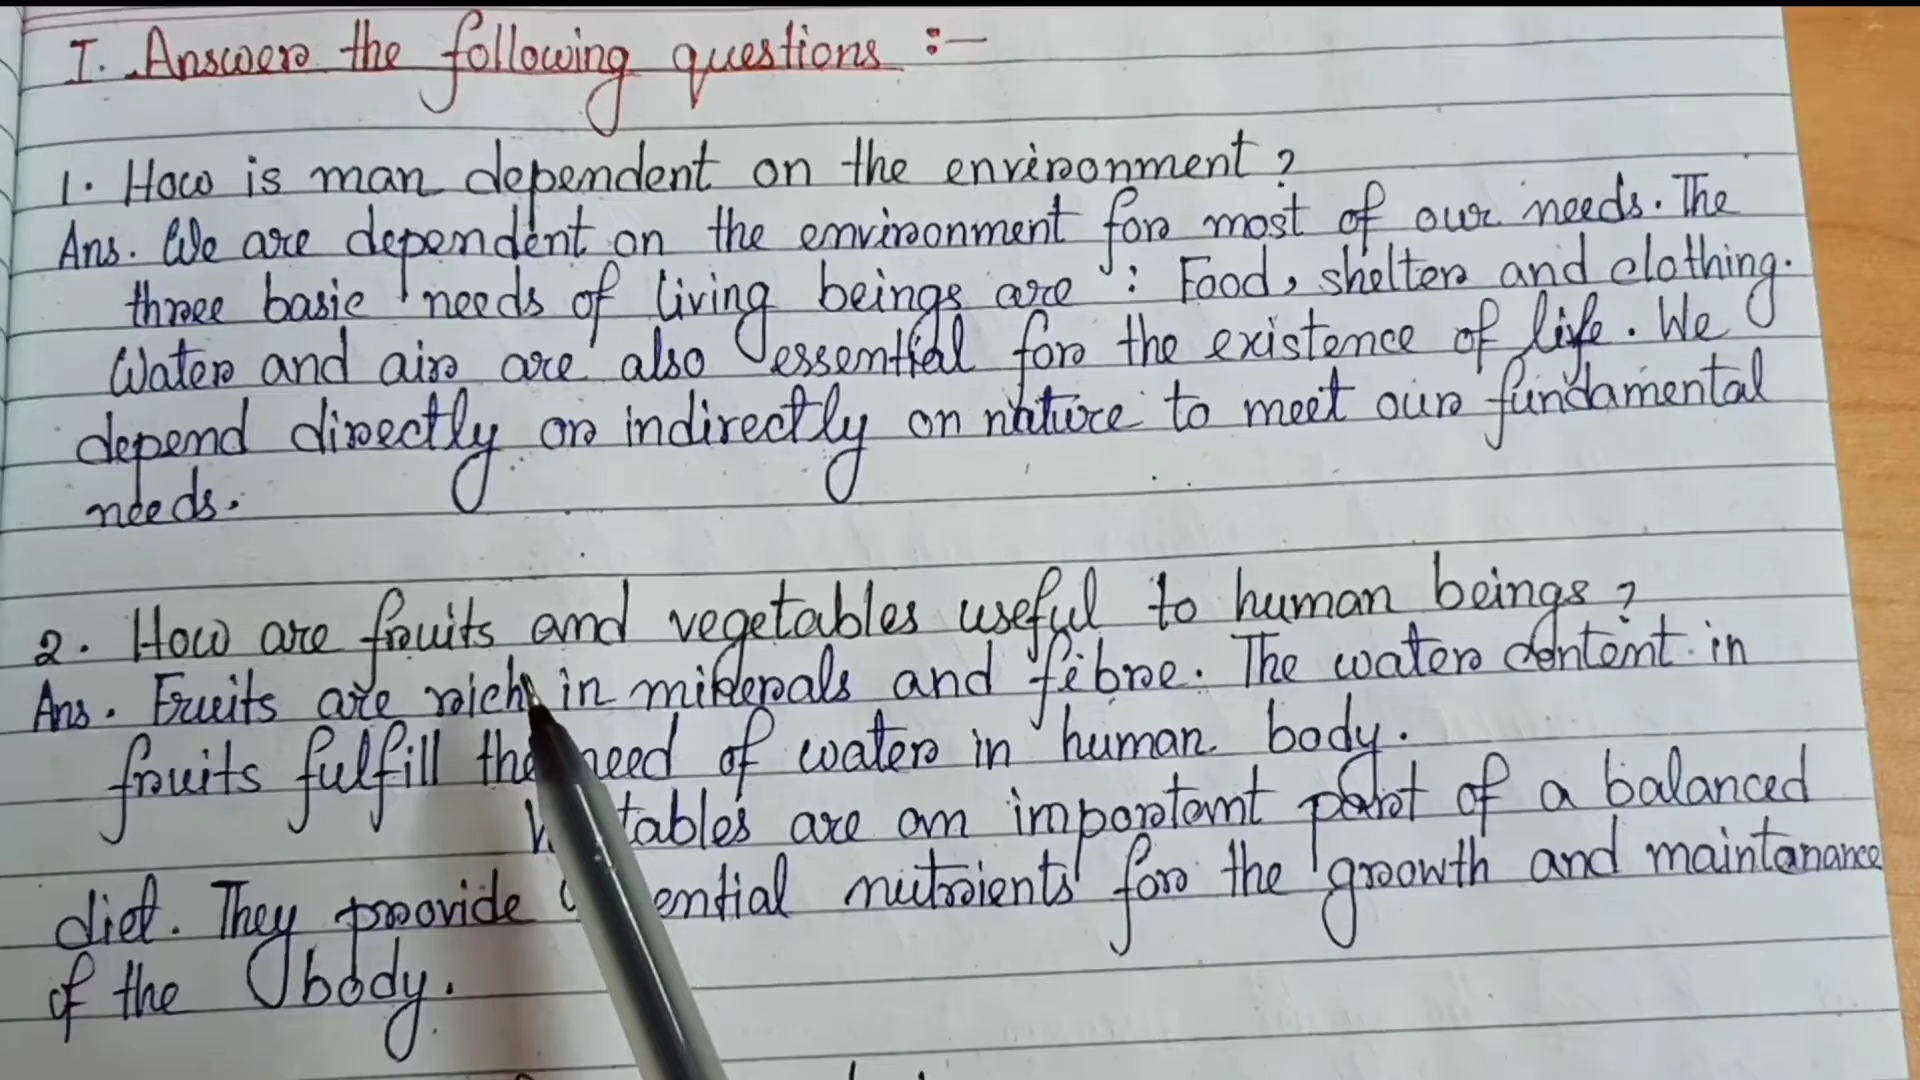 I. Answer the following questions :-
1. How is man dependent on the environment ?
Ans. We are dependent on the environment for most of our needs. The
three basic needs of living beings are : Food, shelter and clothing.
Water and air are also essential for the existence of life. We
depend directly or indirectly on nature to meet our fundamental
needs.
2. How are fruits and vegetables useful to human beings ?
Ans. Fruits are rich in minerals and fibre. The water content in
fruits fulfill the need of water in human body.
tables are an important part of a balanced
diet. They provide ential nutrients for the growth and maintanance
of the body.